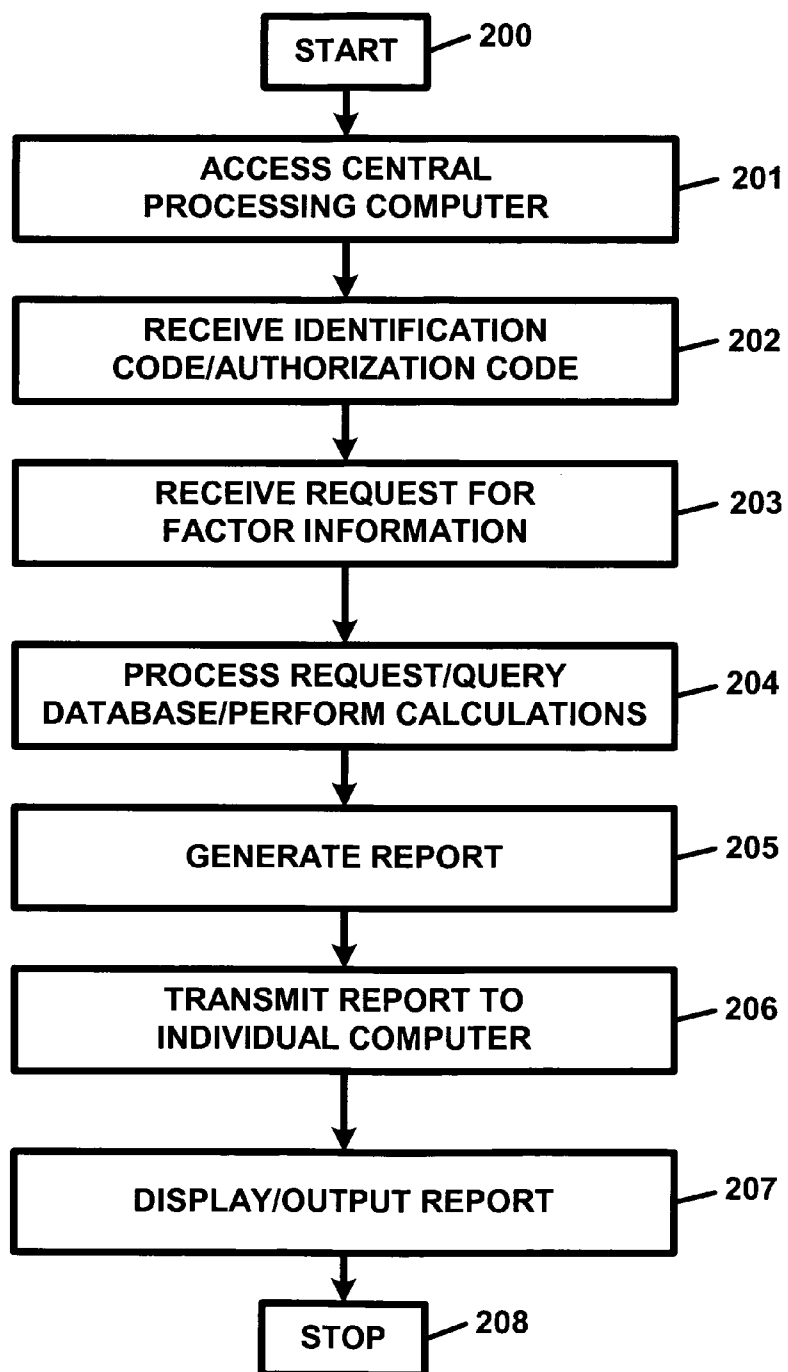 START
200
ACCESS CENTRAL
PROCESSING COMPUTER
201
RECEIVE IDENTIFICATION
CODE/AUTHORIZATION CODE
202
RECEIVE REQUEST FOR
FACTOR INFORMATION
203
PROCESS REQUEST/QUERY
DATABASE/PERFORM CALCULATIONS
204
GENERATE REPORT
205
TRANSMIT REPORT TO
INDIVIDUAL COMPUTER
206
DISPLAY/OUTPUT REPORT
207
STOP
208